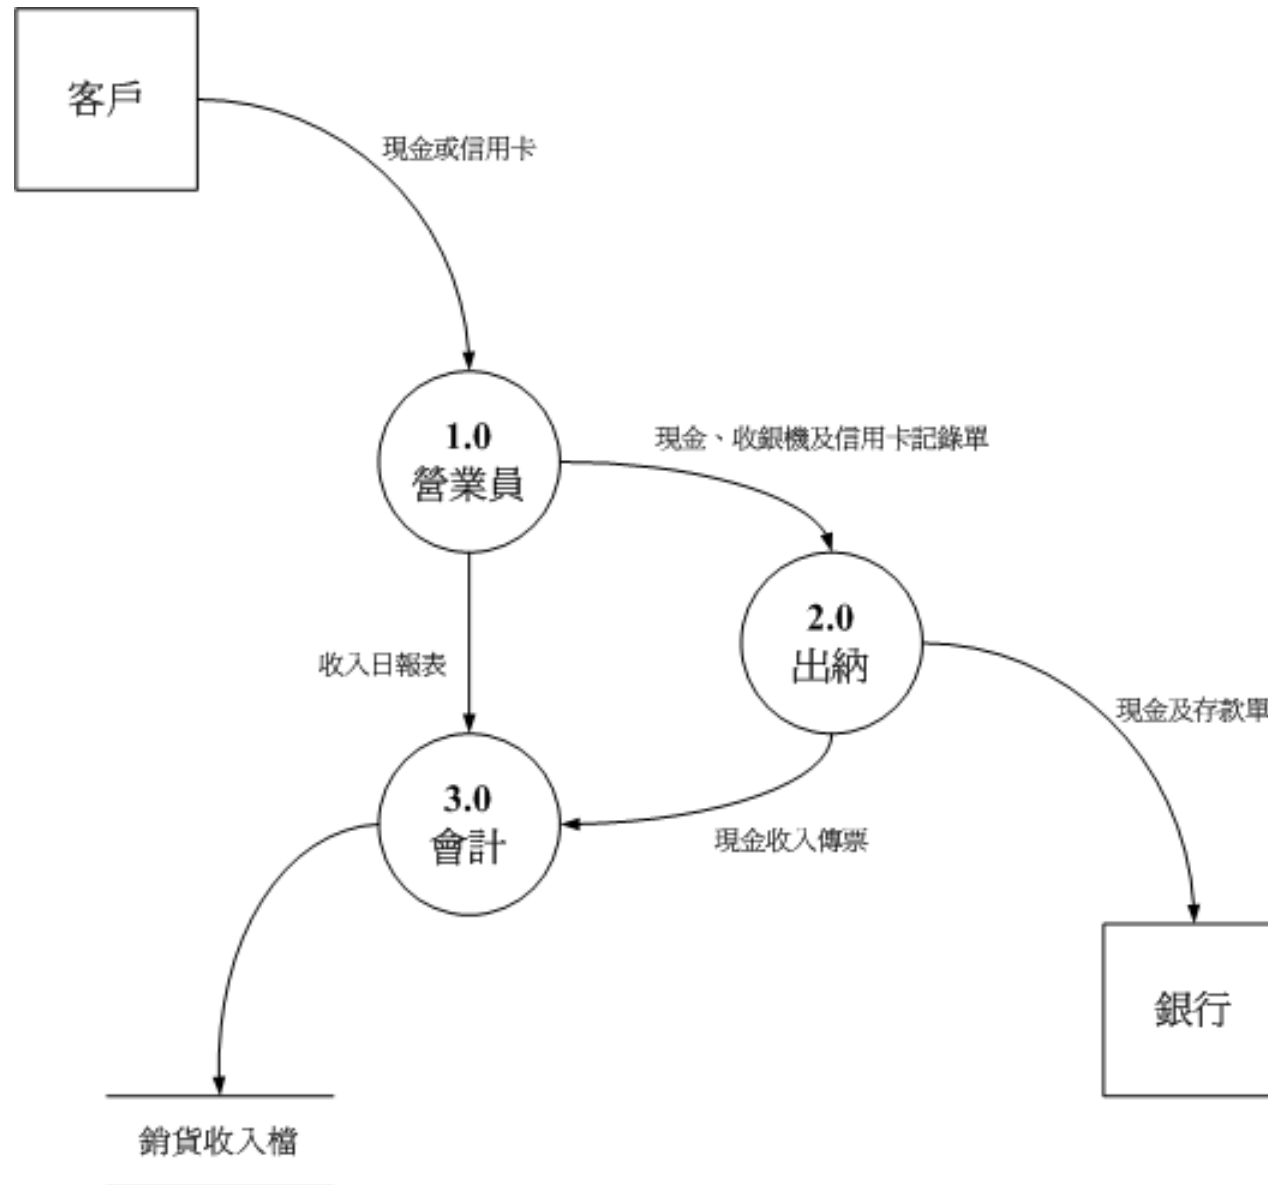 客戶
現金或信用卡
1.0
營業員
現金、收銀機及信用卡記錄單
2.0
出納
收入日報表
現金及存款單
3.0
會計
現金收入傳票
銀行
銷貨收入檔